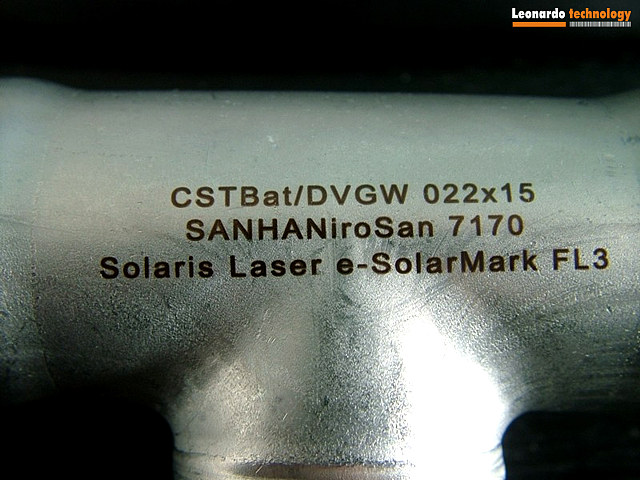 Leonardo technology
CSTBat/DVGW 022x15
SANHANiroSan 7170
Solaris Laser e-SolarMark FL3